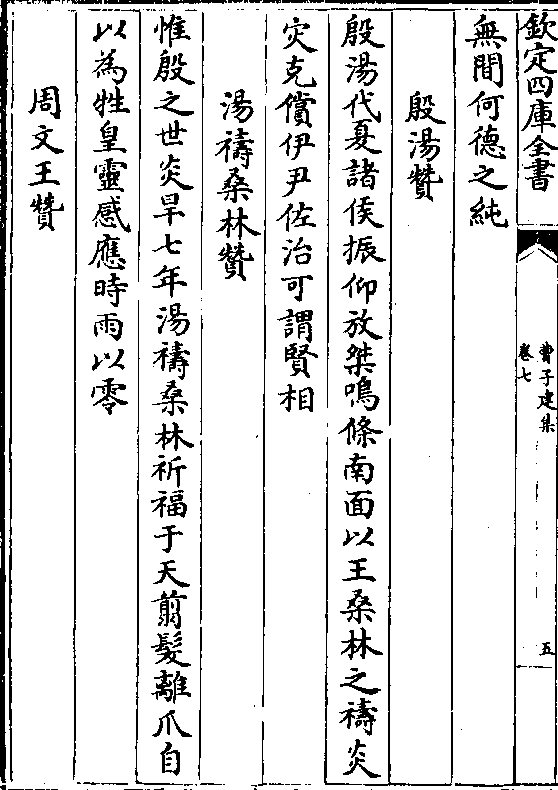 欽定四庫全書
曹子建集
卷七
五
無間何德之純
殷湯贊
殷湯代夏諸侯振仰放桀鳴條南面以王桑林之禱炎
災克償伊尹佐治可謂賢相
湯禱桑林贊
惟殷之世炎旱七年湯禱桑林祈福于天翦髮離爪自
以為牲皇靈感應時雨以零
周文王贊